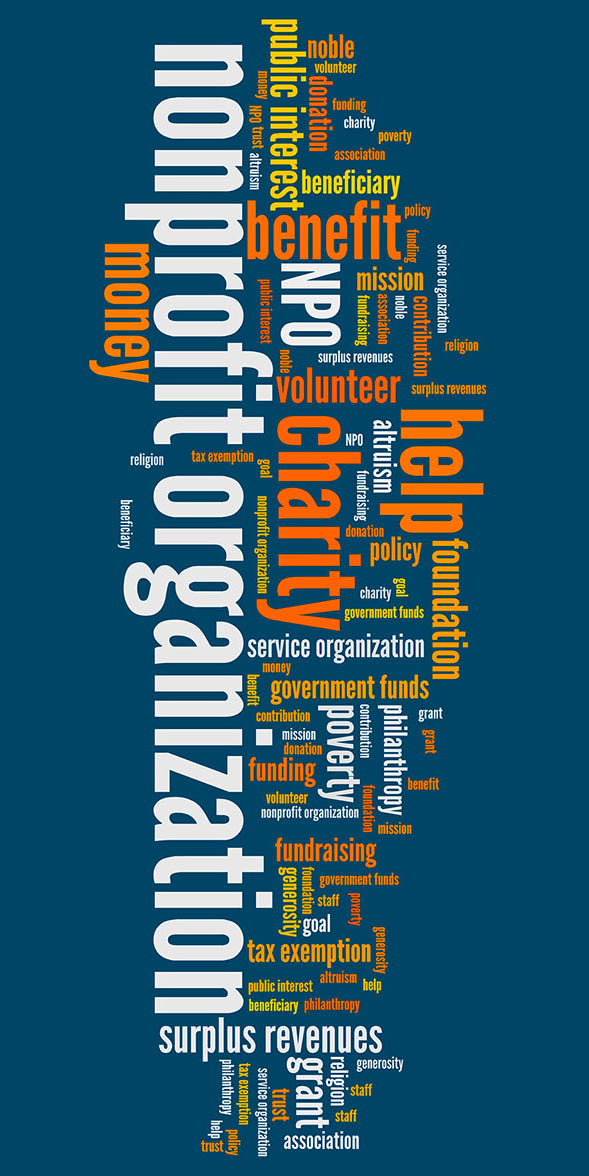 public interest
noble
volunteer
nonprofit organization
money
donation
funding
NPO
trust
charity
poverty
altruism
association
beneficiary
benefit
policy
funding
money
NPO
mission
service organization
public interest
fundraising
association
noble
contribution
religion
noble
surplus revenues
volunteer
surplus revenues
help
charity
altruism
NPO
religion
tax exemption
goal
fundraising
beneficiary
nonprofit organization
donation
policy
foundation
charity
goal
government funds
service organization
money
benefit
government funds
contribution
poverty
contribution
philanthropy
grant
mission
grant
donation
funding
benefit
volunteer
foundation
nonprofit organization
mission
fundraising
generosity
foundation
government funds
staff
poverty
goal
generosity
tax exemption
altruism
public interest
help
beneficiary
philanthropy
surplus revenues
grant
religion
generosity
philanthropy
tax exemption
service organization
trust
staff
staff
help
policy
trust
association